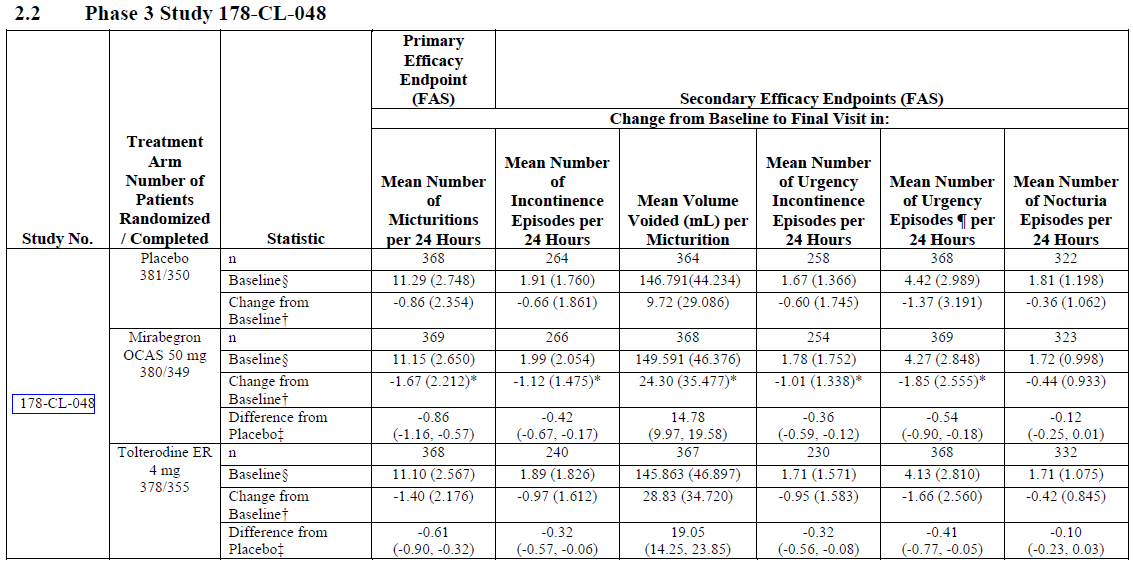 2.2 Phase 3 Study 178-CL-048
Primary
Efficacy
Endpoint
(FAS)
Secondary Efficacy Endpoints (FAS)
Change from Baseline to Final Visit in:
Study No.
Treatment
Arm
Number of
Patients
Randomized
/ Completed
Statistic
Mean Number
of
Micturitions
per 24 Hours
Mean Number
of
Incontinence
Episodes per
24 Hours
Mean Volume
Voided (mL) per
Micturition
Mean Number
of Urgency
Incontinence
Episodes per
24 Hours
Mean Number
of Urgency
Episodes ¶ per
24 Hours
Mean Number
of Nocturia
Episodes per
24 Hours
178-CL-048
Placebo
381/350
n 368 264 364 258 368 322
Baseline§ 11.29 (2.748) 1.91 (1.760) 146.791(44.234) 1.67 (1.366) 4.42 (2.989) 1.81 (1.198)
Change from -0.86 (2.354) -0.66 (1.861) 9.72 (29.086) -0.60 (1.745) -1.37 (3.191) -0.36 (1.062)
Baseline†
Mirabegron
OCAS 50 mg
380/349
n 369 266 368 254 369 323
Baseline§ 11.15 (2.650) 1.99 (2.054) 149.591 (46.376) 1.78 (1.752) 4.27 (2.848) 1.72 (0.998)
Change from -1.67 (2.212)* -1.12 (1.475)* 24.30 (35.477)* -1.01 (1.338)* -1.85 (2.555)* -0.44 (0.933)
Baseline†
Difference from -0.86 -0.42 14.78 -0.36 -0.54 -0.12
Placebo‡ (-1.16, -0.57) (-0.67, -0.17) (9.97, 19.58) (-0.59, -0.12) (-0.90, -0.18) (-0.25, 0.01)
Tolterodine ER
4 mg
378/355
n 368 240 367 230 368 332
Baseline§ 11.10 (2.567) 1.89 (1.826) 145.863 (46.897) 1.71 (1.571) 4.13 (2.810) 1.71 (1.075)
Change from -1.40 (2.176) -0.97 (1.612) 28.83 (34.720) -0.95 (1.583) -1.66 (2.560) -0.42 (0.845)
Baseline†
Difference from -0.61 -0.32 19.05 -0.32 -0.41 -0.10
Placebo‡ (-0.90, -0.32) (-0.57, -0.06) (14.25, 23.85) (-0.56, -0.08) (-0.77, -0.05) (-0.23, 0.03)